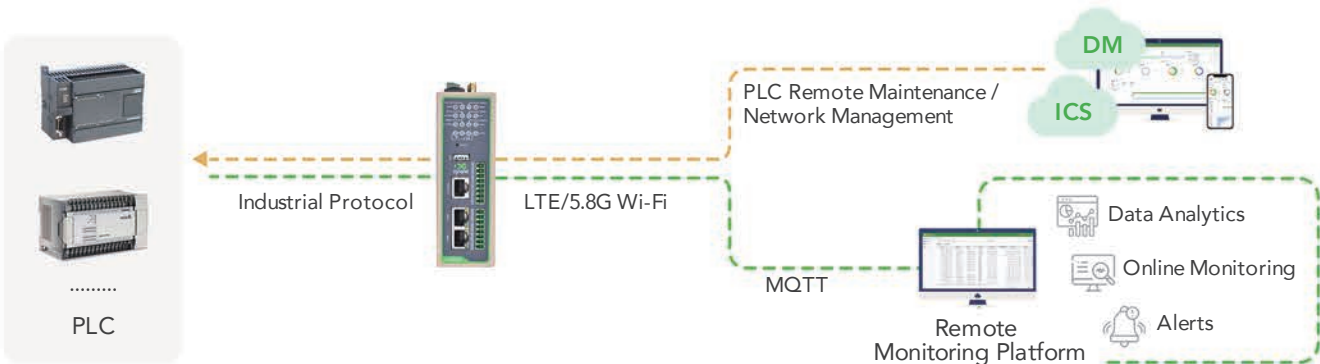 DM
ICS
PLC Remote Maintenance /
Network Management
Industrial Protocol
LTE/5.8G Wi-Fi
MQTT
Data Analytics
Online Monitoring
Alerts
Remote
Monitoring Platform
.........
PLC